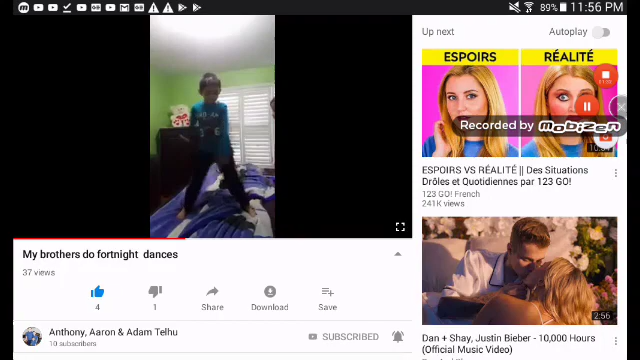 89% 11:56 PM
Up next
Autoplay
ESPOIRS
RÉALITÉ
Recorded by
mobizen
ESPOIRS VS RÉALITÉ || Des Situations
Drôles et Quotidiennes par 123 GO!
123 GO! French
241K views
My brothers do fortnight dances
37 views
4
1
Share
Download
Save
Anthony, Aaron & Adam Telhu
10 subscribers
SUBSCRIBED
2:56
Dan + Shay, Justin Bieber - 10,000 Hours
(Official Music Video)